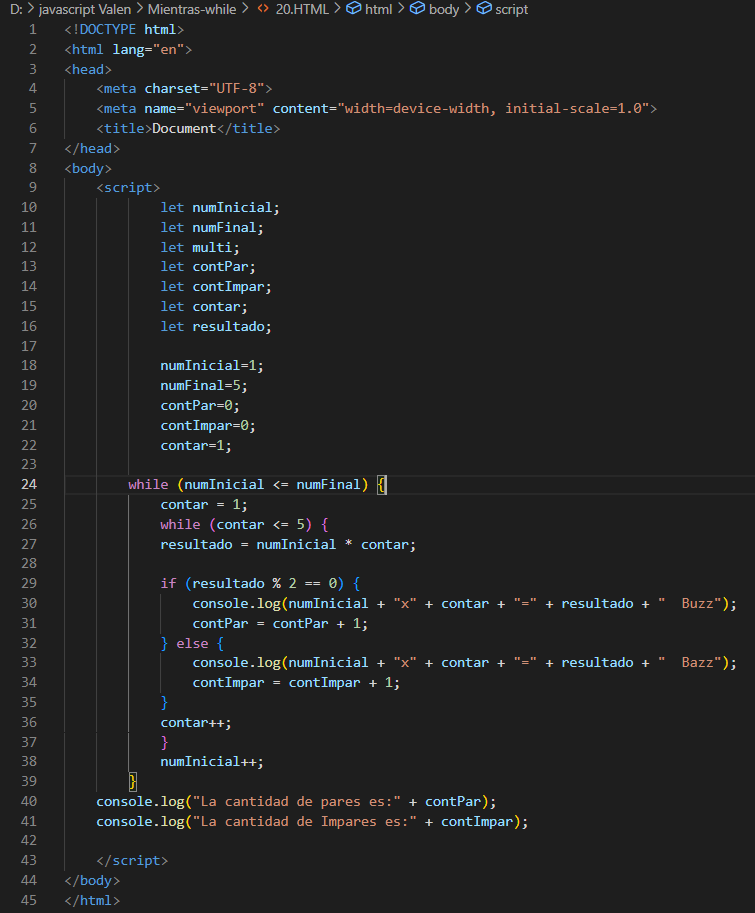 D: > javascript Valen > Mientras-while > <> 20.HTML > html > body > script
1 <!DOCTYPE html>
2 <html lang="en">
3 <head>
4     <meta charset="UTF-8">
5     <meta name="viewport" content="width=device-width, initial-scale=1.0">
6     <title>Document</title>
7 </head>
8 <body>
9     <script>
10             let numInicial;
11             let numFinal;
12             let multi;
13             let contPar;
14             let contImpar;
15             let contar;
16             let resultado;
17
18             numInicial=1;
19             numFinal=5;
20             contPar=0;
21             contImpar=0;
22             contar=1;
23
24         while (numInicial <= numFinal) {
25             contar = 1;
26             while (contar <= 5) {
27             resultado = numInicial * contar;
28
29             if (resultado % 2 == 0) {
30                 console.log(numInicial + "x" + contar + "=" + resultado + "  Buzz");
31                 contPar = contPar + 1;
32             } else {
33                 console.log(numInicial + "x" + contar + "=" + resultado + "  Bazz");
34                 contImpar = contImpar + 1;
35             }
36             contar++;
37             }
38             numInicial++;
39         }
40     console.log("La cantidad de pares es:" + contPar);
41     console.log("La cantidad de Impares es:" + contImpar);
42
43     </script>
44 </body>
45 </html>